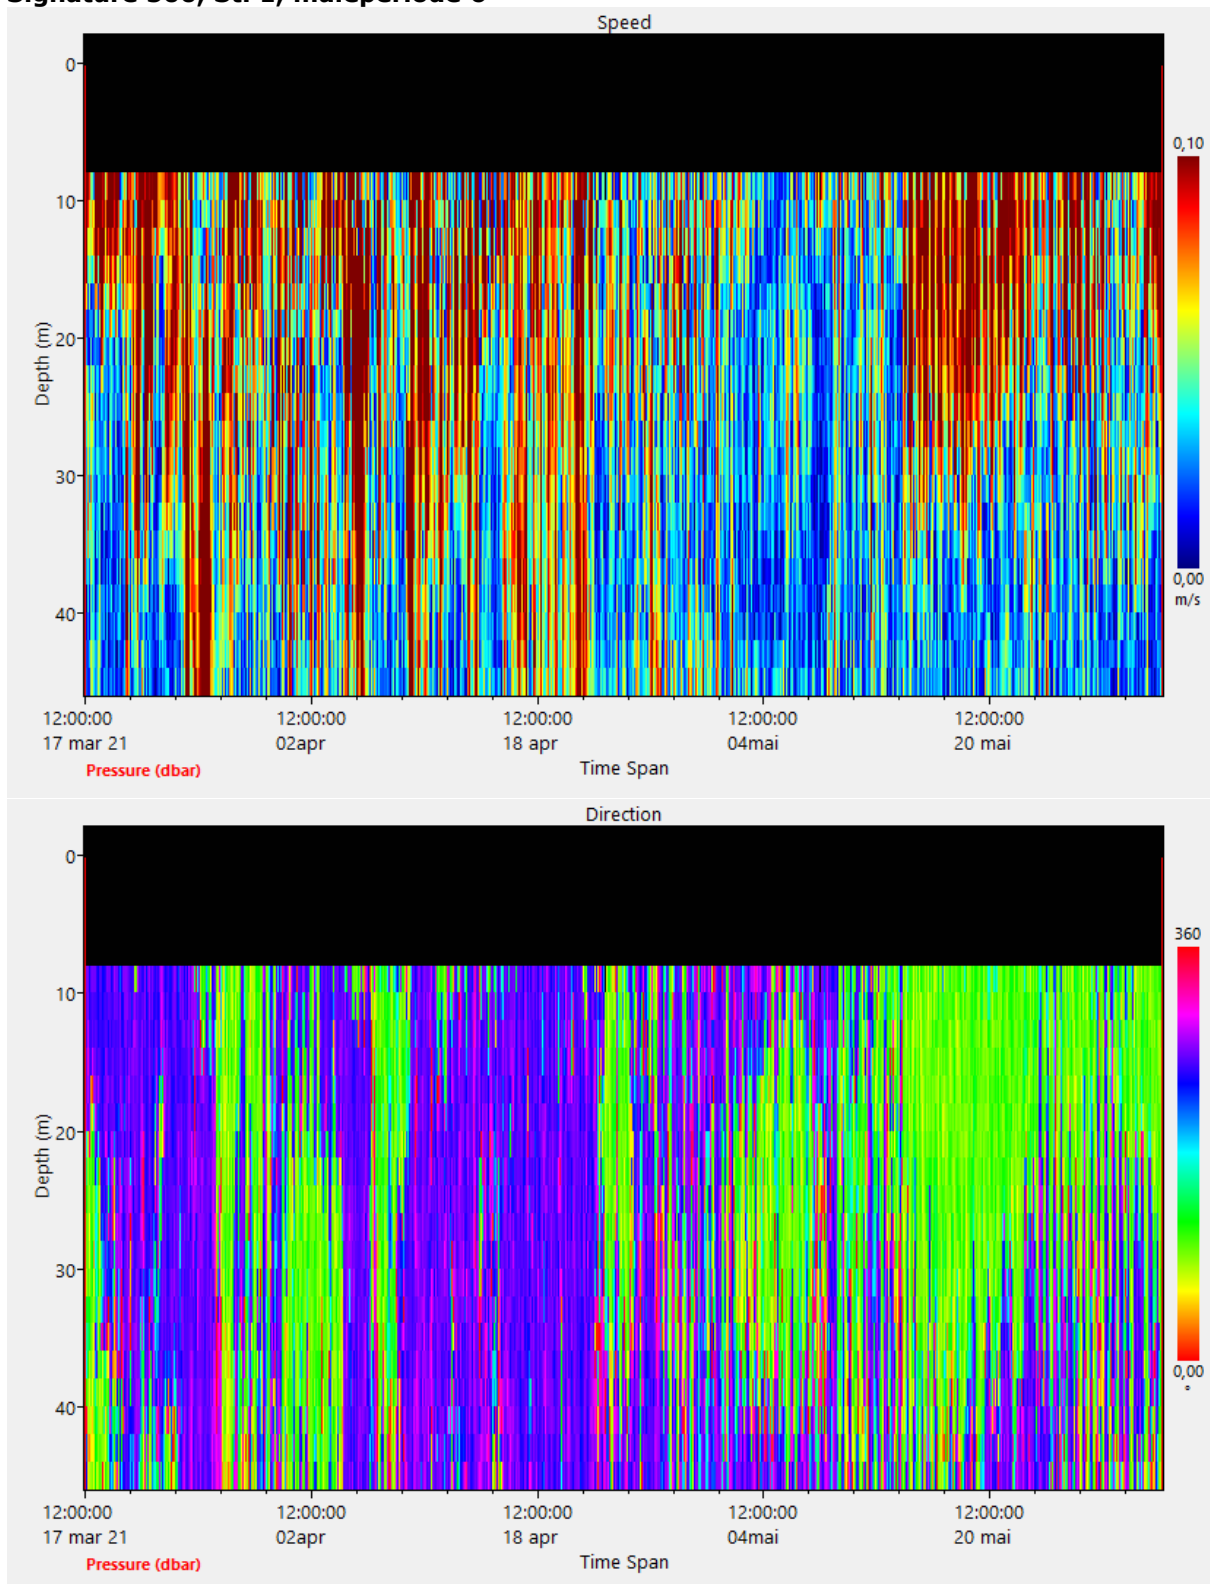 Speed
0
10
20
30
40
Depth (m)
0,10
0,00
m/s
12:00:00 12:00:00 12:00:00 12:00:00 12:00:00
17 mar 21 02apr 18 apr 04mai 20 mai
Pressure (dbar) Time Span
Direction
0
10
20
30
40
Depth (m)
360
0,00
°
12:00:00 12:00:00 12:00:00 12:00:00 12:00:00
17 mar 21 02apr 18 apr 04mai 20 mai
Pressure (dbar) Time Span